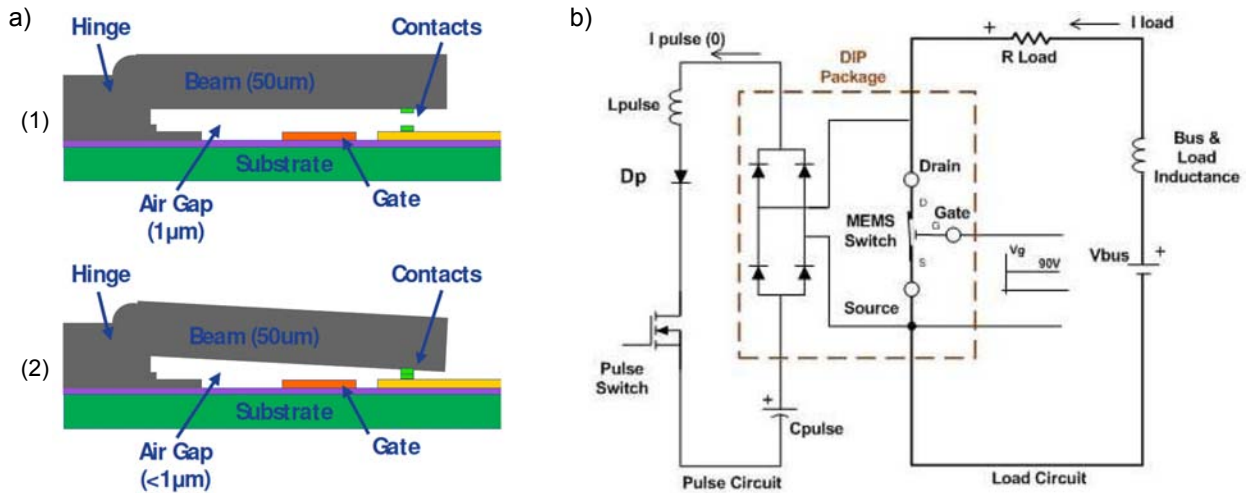 a)
Hinge
Contacts
Beam (50um)
(1)
Substrate
Air Gap
(1µm)
Gate
Hinge
Contacts
Beam (50um)
(2)
Substrate
Air Gap
(<1µm)
Gate
b)
I pulse (0)
Lpulse
Dp
Pulse
Switch
Cpulse
Pulse Circuit
DIP
Package
+
R Load
I load
Bus &
Load
Inductance
Drain
D
MEMS
Switch
Gate
G
S
Vg
90V
Vbus
+
Source
+
Load Circuit